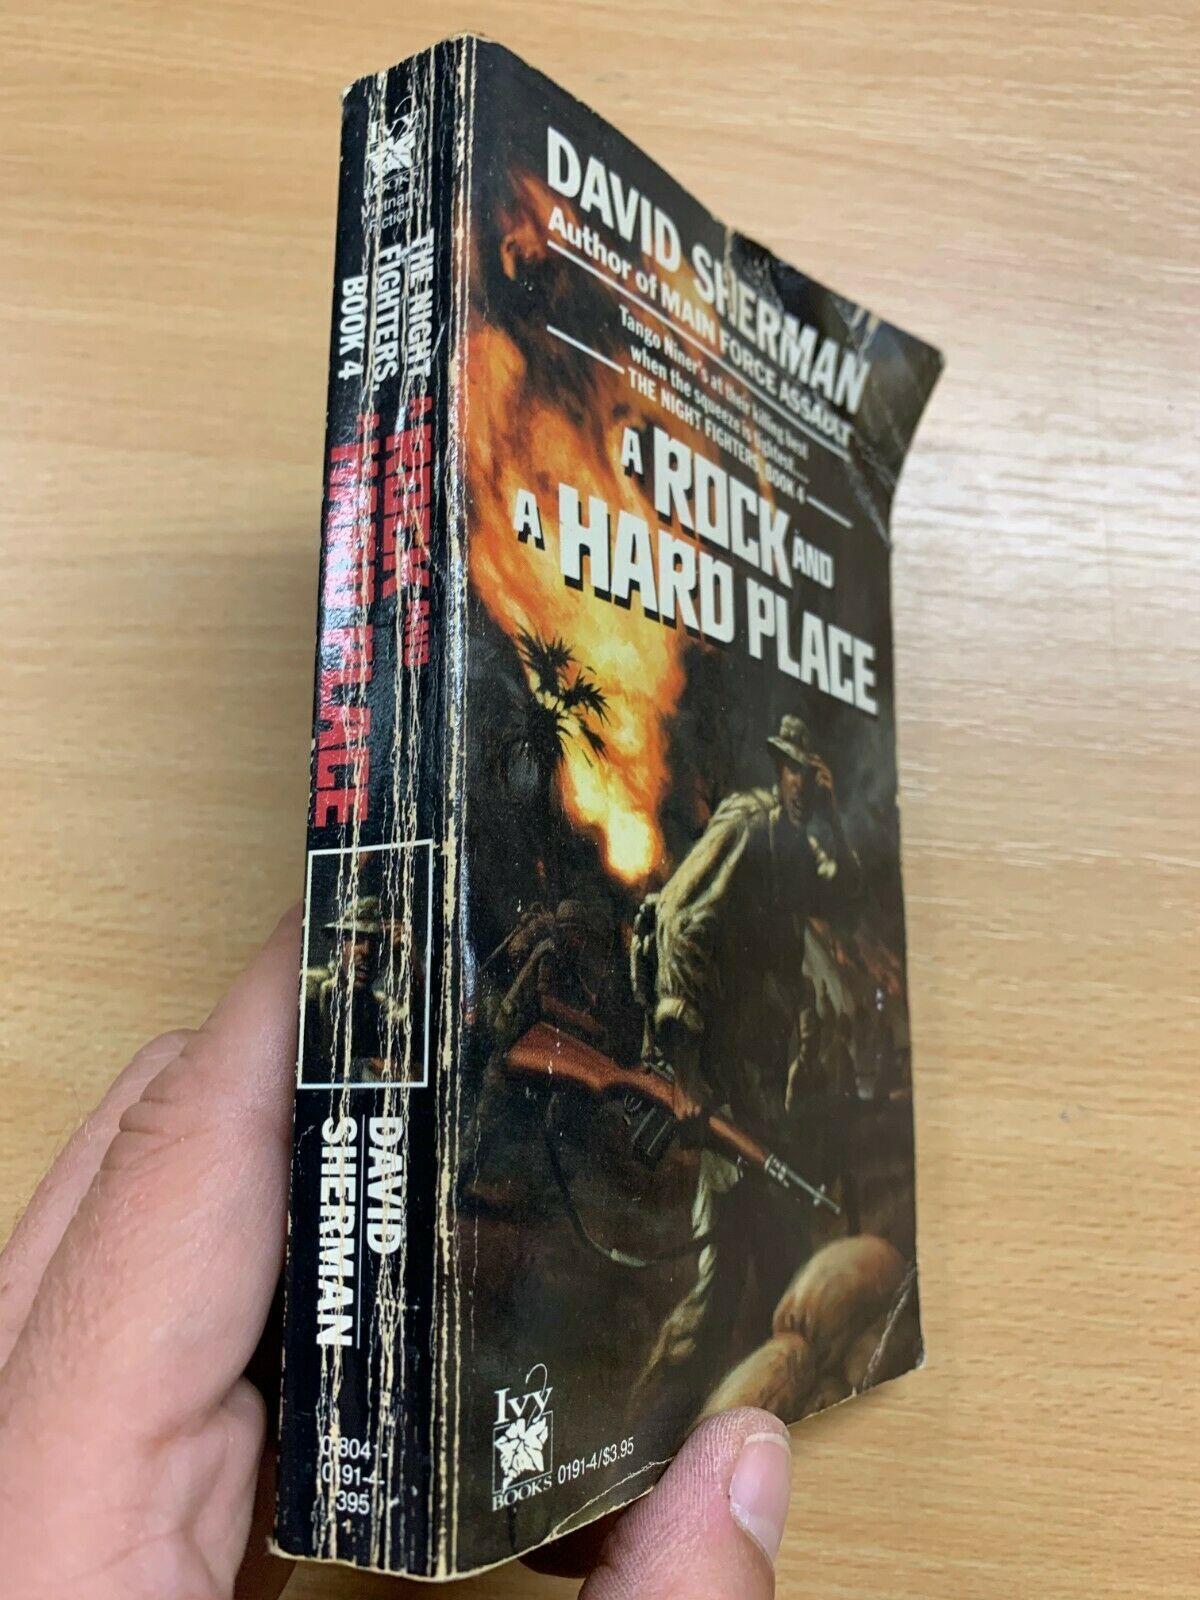 Ivy
BOOKS
Vietnam
Fiction
THE NIGHT
FIGHTERS,
BOOK 4
A ROCK AND
A HARD PLACE
DAVID
SHERMAN
0-804
0191-4
395
DAVID SHERMAN
Author of MAIN FORCE ASSAULT
Tango Niner's at their killing best
when the squeeze is tightest....
THE NIGHT FIGHTERS, BOOK 4
A ROCK AND
A HARD PLACE
Ivy
BOOKS
0191-4/$3.95